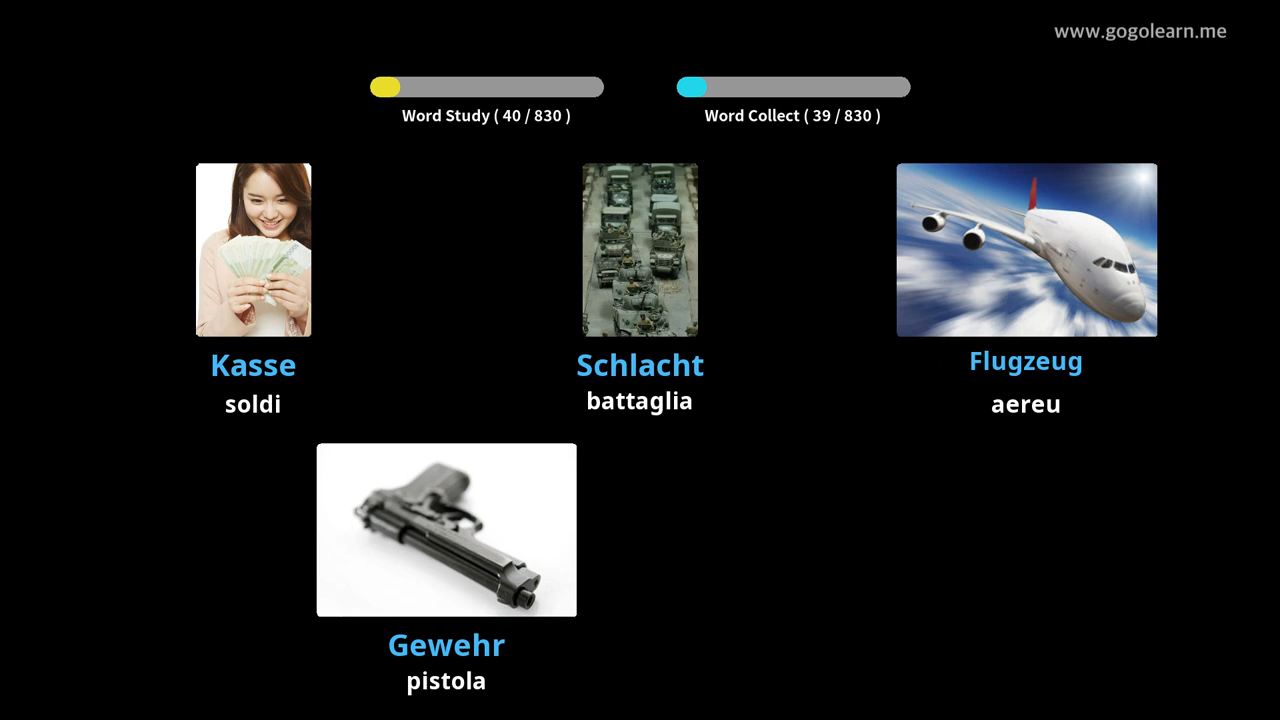 www.gogolearn.me
Word Study ( 40 / 830 )
Word Collect ( 39 / 830 )
Kasse
soldi
Schlacht
battaglia
Flugzeug
aereu
Gewehr
pistola